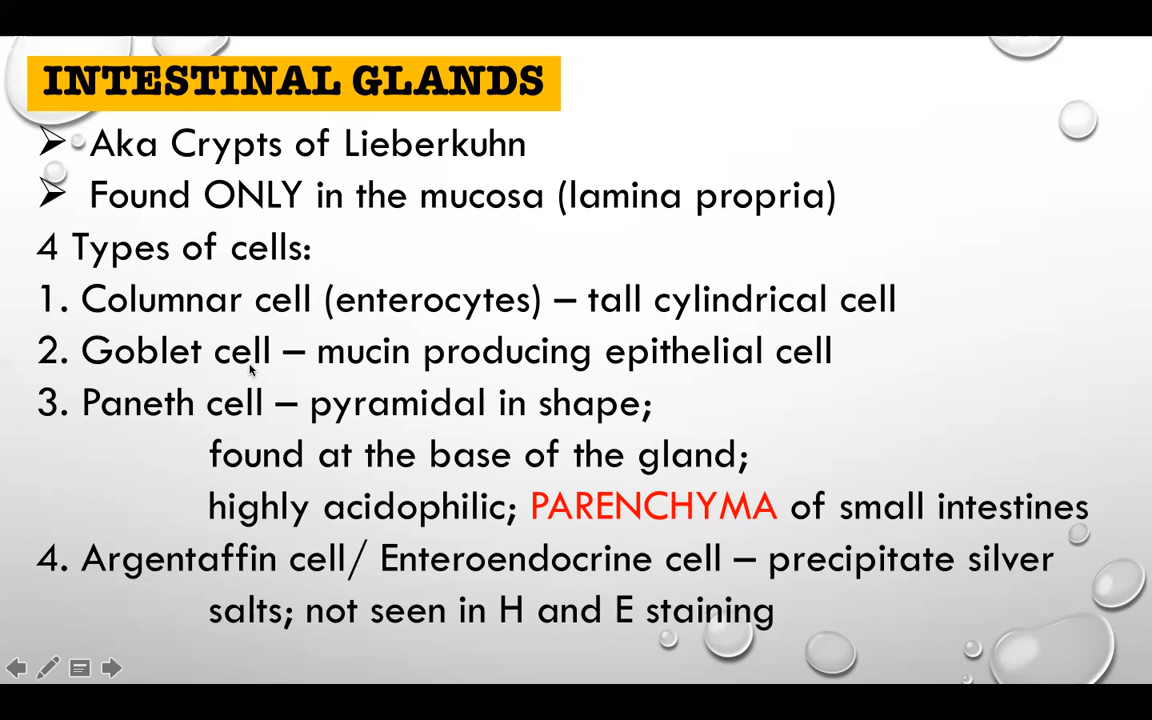 INTESTINAL GLANDS
➢ Aka Crypts of Lieberkuhn
➢ Found ONLY in the mucosa (lamina propria)
4 Types of cells:
1. Columnar cell (enterocytes) – tall cylindrical cell
2. Goblet cell – mucin producing epithelial cell
3. Paneth cell – pyramidal in shape;
found at the base of the gland;
highly acidophilic; PARENCHYMA of small intestines
4. Argentaffin cell/ Enteroendocrine cell – precipitate silver
salts; not seen in H and E staining